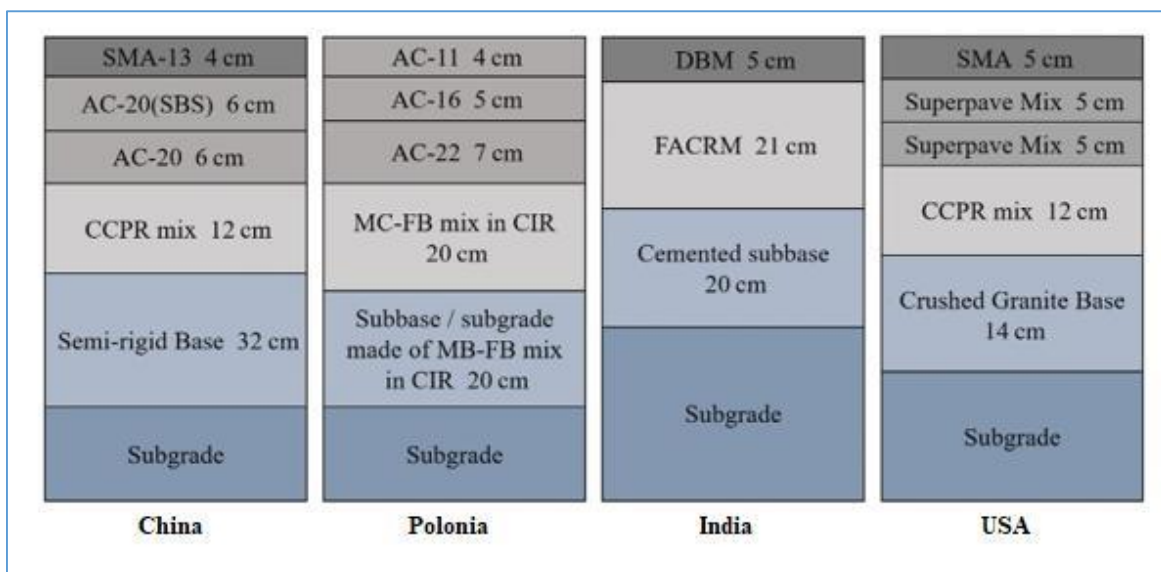 SMA-13 4 cm
AC-20(SBS) 6 cm
AC-20 6 cm
CCPR mix 12 cm
Semi-rigid Base 32 cm
Subgrade
China
AC-11 4 cm
AC-16 5 cm
AC-22 7 cm
MC-FB mix in CIR
20 cm
Subbase / subgrade
made of MB-FB mix
in CIR 20 cm
Subgrade
Polonia
DBM 5 cm
FACRM 21 cm
Cemented subbase
20 cm
Subgrade
India
SMA 5 cm
Superpave Mix 5 cm
Superpave Mix 5 cm
CCPR mix 12 cm
Crushed Granite Base
14 cm
Subgrade
USA